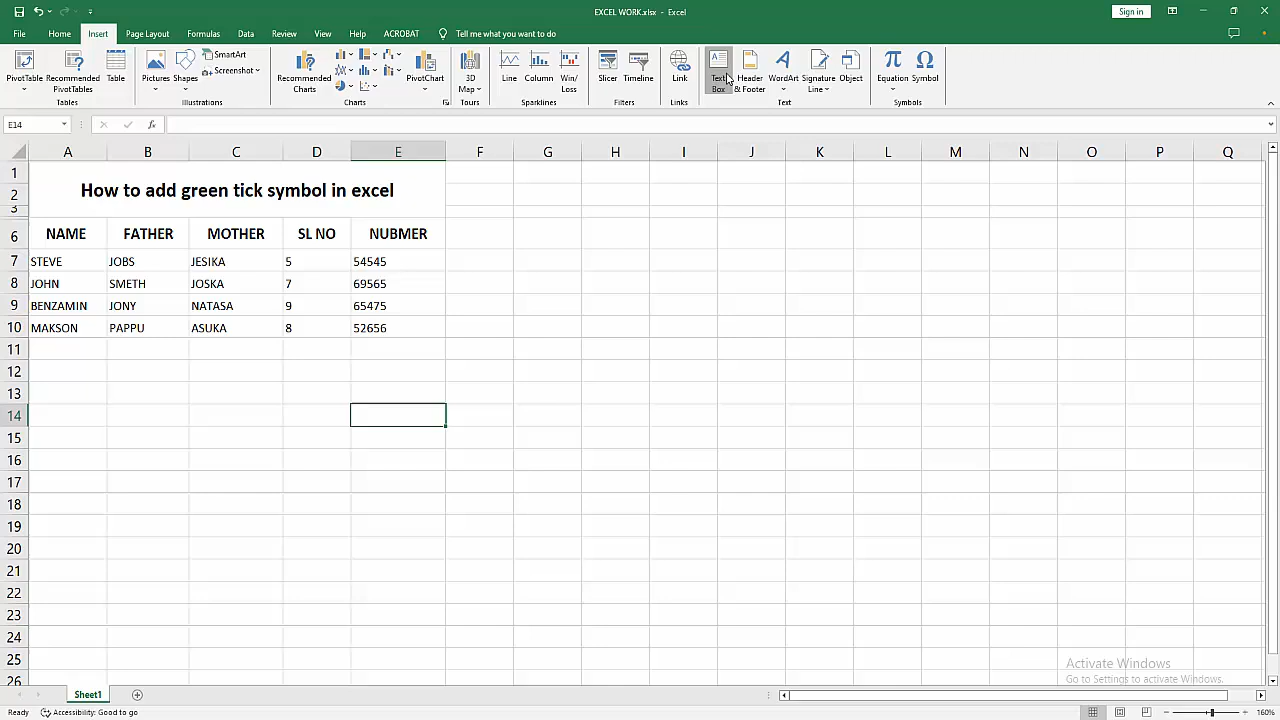 EXCEL WORK.xlsx - Excel
Sign in
File Home Insert Page Layout Formulas Data Review View Help ACROBAT Tell me what you want to do
PivotTable
Recommended PivotTables
Table
Tables
Pictures
Shapes
SmartArt
Screenshot
Illustrations
Recommended Charts
PivotChart
Charts
3D Map
Tours
Line
Column
Win/ Loss
Sparklines
Slicer
Timeline
Filters
Link
Links
Text Box
Header & Footer
WordArt
Signature Line
Object
Text
Equation
Symbol
Symbols
E14
fx
A B C D E F G H I J K L M N O P Q
1
How to add green tick symbol in excel
2
3
6 NAME FATHER MOTHER SL NO NUBMER
7 STEVE JOBS JESIKA 5 54545
8 JOHN SMETH JOSKA 7 69565
9 BENZAMIN JONY NATASA 9 65475
10 MAKSON PAPPU ASUKA 8 52656
11
12
13
14
15
16
17
18
19
20
21
22
23
24
25
26
Activate Windows
Go to Settings to activate Windows.
Sheet1
Ready Accessibility: Good to go 160%